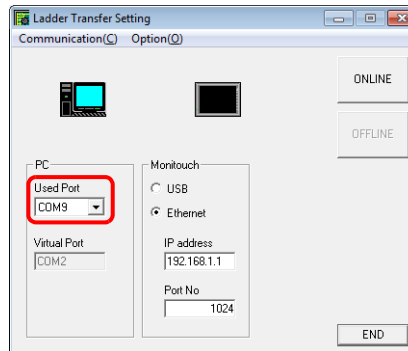 Ladder Transfer Setting
Communication(C) Option(O)
ONLINE
OFFLINE
PC
Used Port
COM9
Virtual Port
COM2
Monitouch
USB
Ethernet
IP address
192.168.1.1
Port No
1024
END